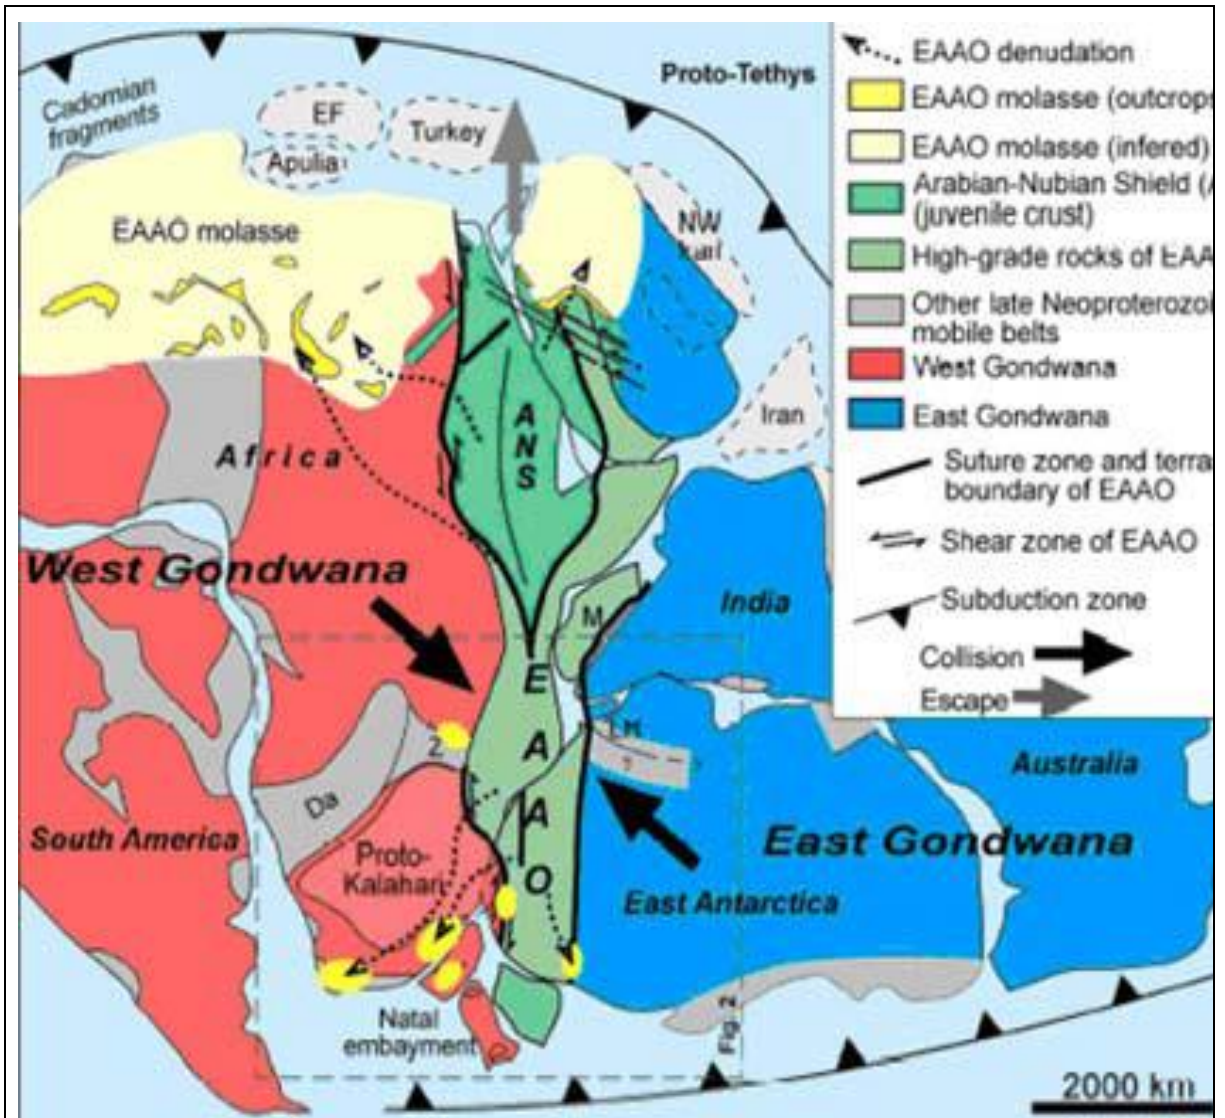 EAAO denudation
EAAO molasse (outcrops
EAAO molasse (infered)
Arabian-Nubian Shield (A
(juvenile crust)
High-grade rocks of EAA
Other late Neoproterozoi
mobile belts
West Gondwana
East Gondwana
Suture zone and terra
boundary of EAAO
Shear zone of EAAO
Subduction zone
Collision
Escape
Proto-Tethys
Cadomian
fragments
EF
Turkey
Apulia
EAAO molasse
NW
Iran
Africa
ANS
West Gondwana
India
M
EAAO
Z
Da
?
Australia
South America
Proto-
Kalahari
East Gondwana
East Antarctica
Natal
embayment
Fig. 2
2000 km